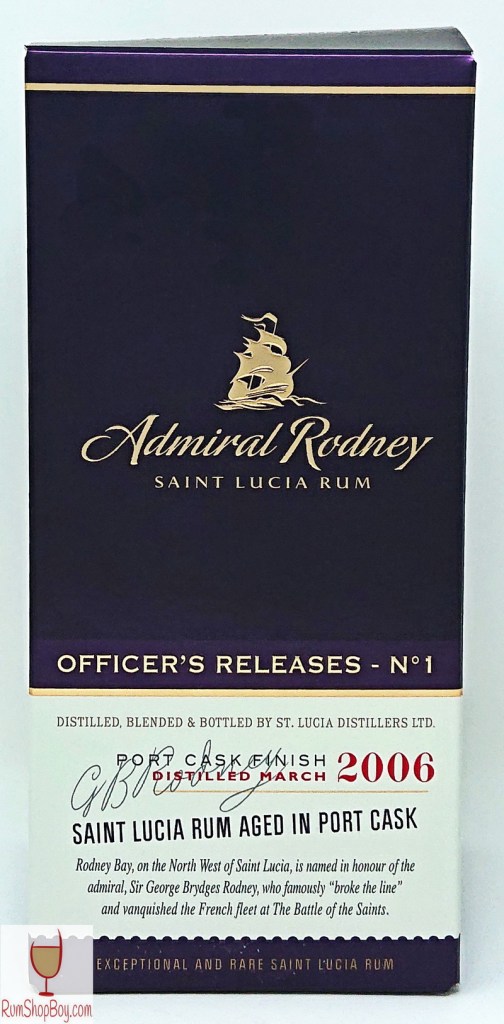 Admiral Rodney
SAINT LUCIA RUM
OFFICER'S RELEASES - N°1
DISTILLED, BLENDED & BOTTLED BY ST. LUCIA DISTILLERS LTD.
PORT CASK FINISH
DISTILLED MARCH 2006
GBRodney
SAINT LUCIA RUM AGED IN PORT CASK
Rodney Bay, on the North West of Saint Lucia, is named in honour of the
admiral, Sir George Brydges Rodney, who famously "broke the line"
and vanquished the French fleet at The Battle of the Saints.
EXCEPTIONAL AND RARE SAINT LUCIA RUM
RumShopBoy.com